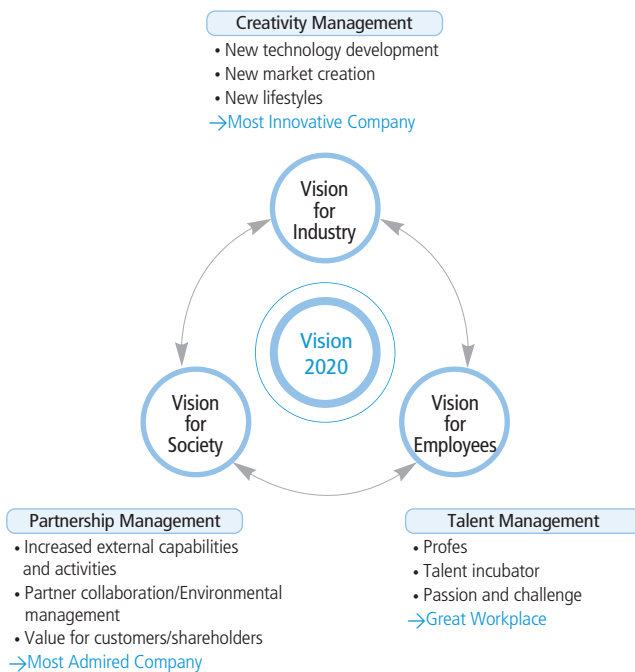 Creativity Management
• New technology development
• New market creation
• New lifestyles
→Most Innovative Company
Vision
for
Industry
Vision
2020
Vision
for
Society
Vision
for
Employees
Partnership Management
• Increased external capabilities
and activities
• Partner collaboration/Environmental
management
• Value for customers/shareholders
→Most Admired Company
Talent Management
• Profes
• Talent incubator
• Passion and challenge
→Great Workplace